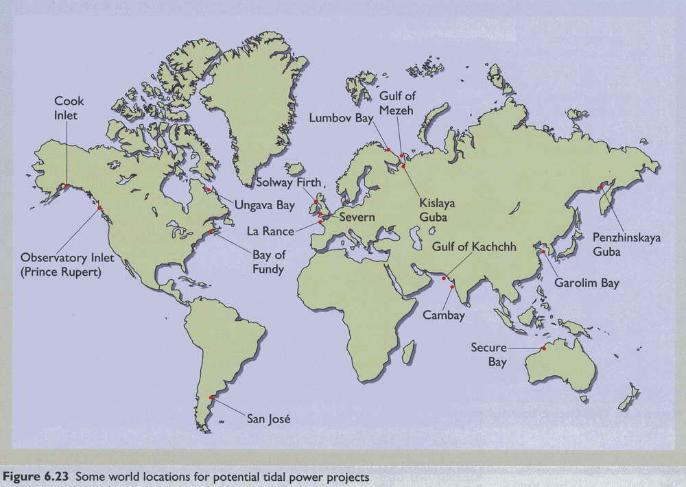 Cook
Inlet
Gulf of
Mezeh
Lumbov Bay
Solway Firth
Ungava Bay
Severn
Kislaya
Guba
La Rance
Penzhinskaya
Guba
Observatory Inlet
(Prince Rupert)
Bay of
Fundy
Gulf of Kachchh
Garolim Bay
Cambay
Secure
Bay
San José
Figure 6.23 Some world locations for potential tidal power projects